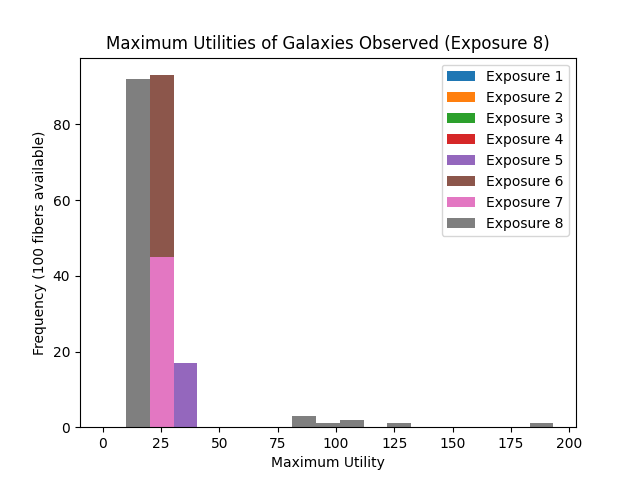 Maximum Utilities of Galaxies Observed (Exposure 8)
Exposure 1
Exposure 2
Exposure 3
Exposure 4
Exposure 5
Exposure 6
Exposure 7
Exposure 8
Frequency (100 fibers available)
80
60
40
20
0
0 25 50 75 100 125 150 175 200
Maximum Utility